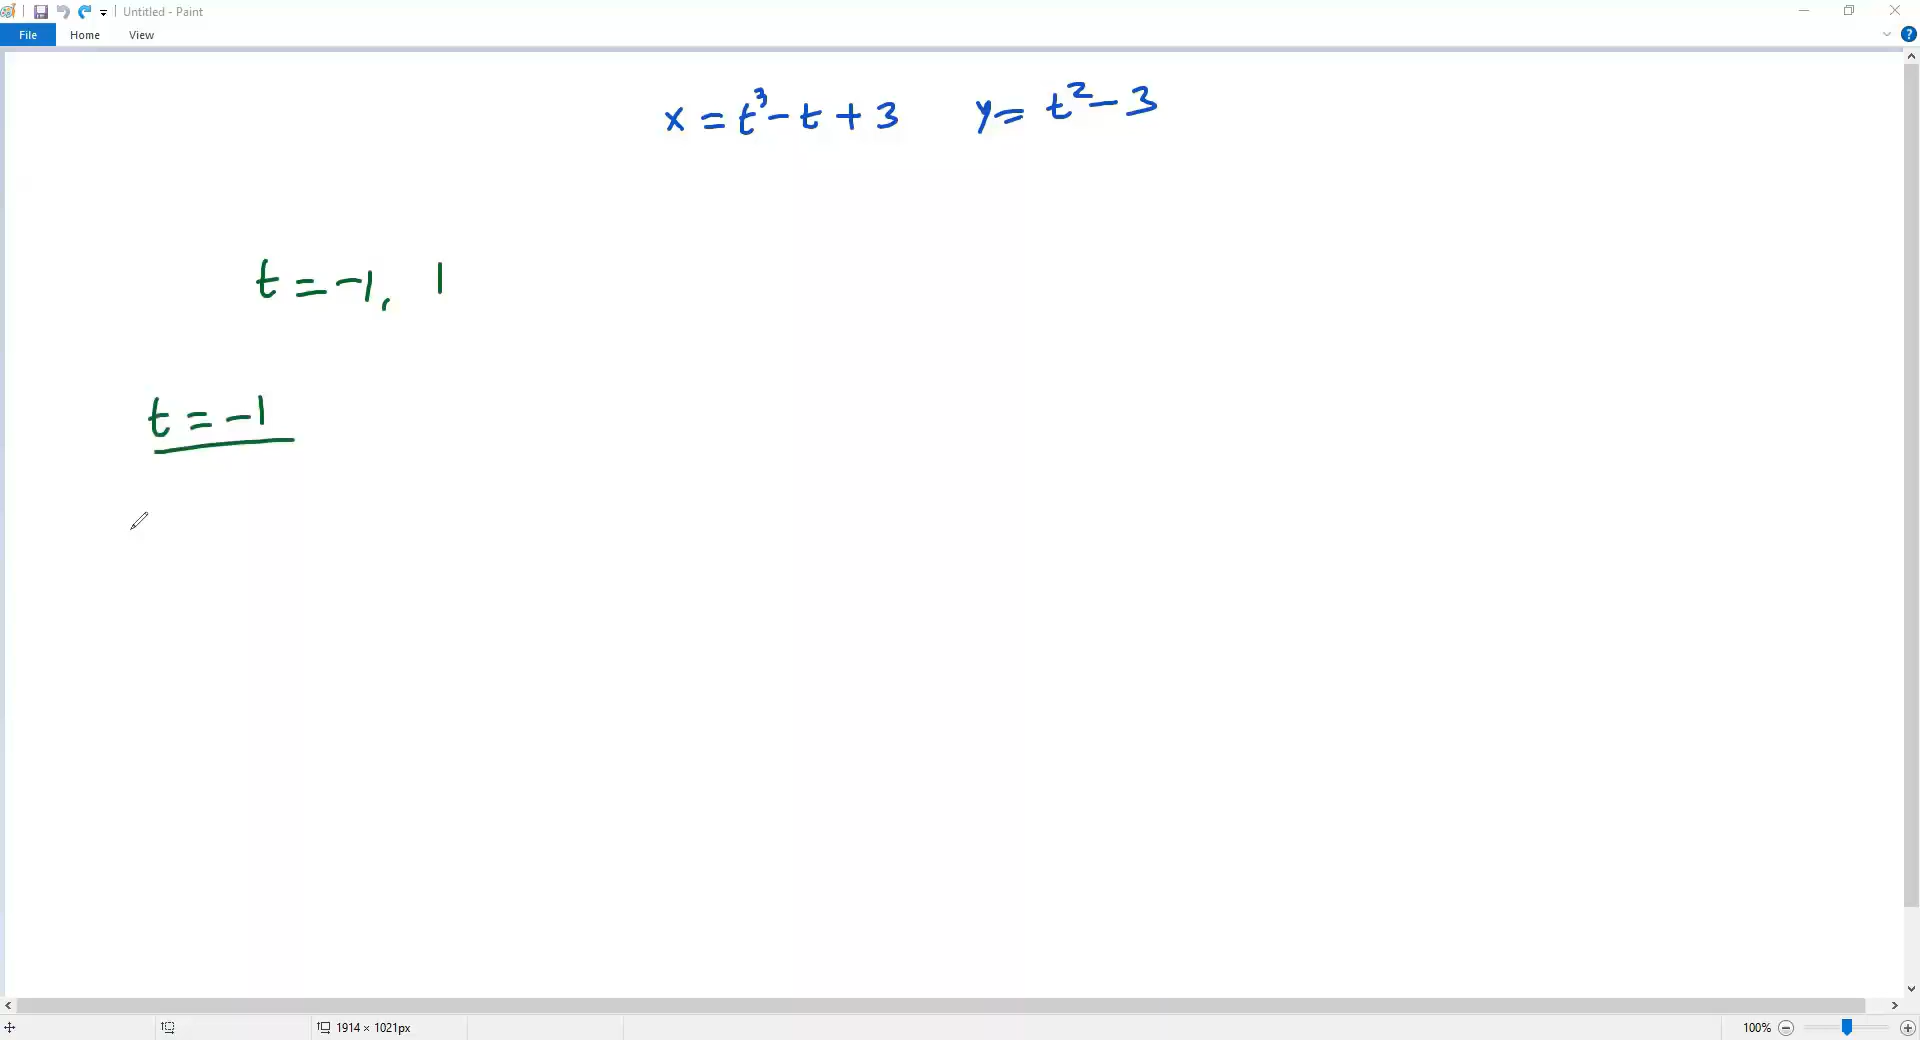 Untitled - Paint
File Home View
x = t³ - t + 3 y = t² - 3
t = -1, 1
t = -1
1914 × 1021px 100%